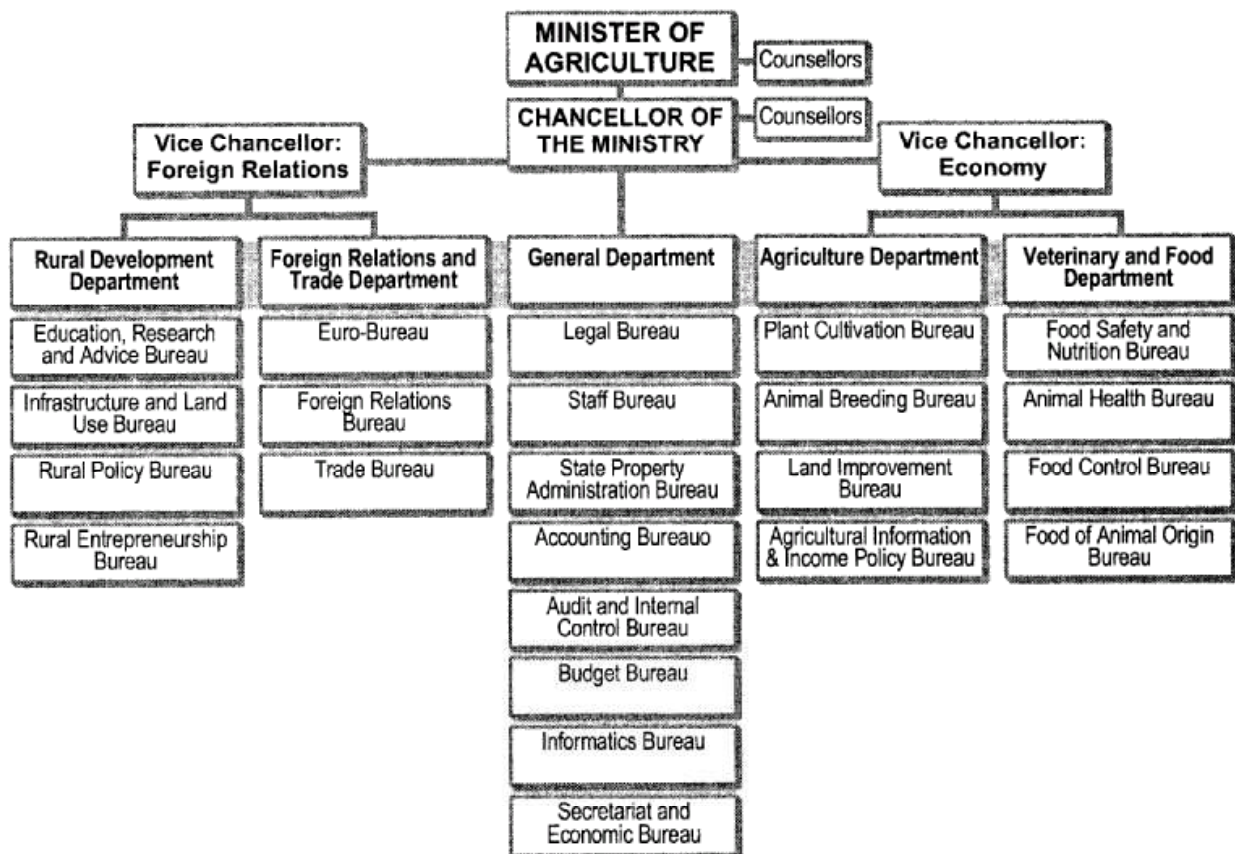 MINISTER OF
AGRICULTURE
Counsellors
CHANCELLOR OF
THE MINISTRY
Counsellors
Vice Chancellor:
Foreign Relations
Vice Chancellor:
Economy
Rural Development
Department
Foreign Relations and
Trade Department
General Department
Agriculture Department
Veterinary and Food
Department
Education, Research
and Advice Bureau
Infrastructure and Land
Use Bureau
Rural Policy Bureau
Rural Entrepreneurship
Bureau
Euro-Bureau
Foreign Relations
Bureau
Trade Bureau
Legal Bureau
Staff Bureau
State Property
Administration Bureau
Accounting Bureauo
Audit and Internal
Control Bureau
Budget Bureau
Informatics Bureau
Secretariat and
Economic Bureau
Plant Cultivation Bureau
Animal Breeding Bureau
Land Improvement
Bureau
Agricultural Information
& Income Policy Bureau
Food Safety and
Nutrition Bureau
Animal Health Bureau
Food Control Bureau
Food of Animal Origin
Bureau